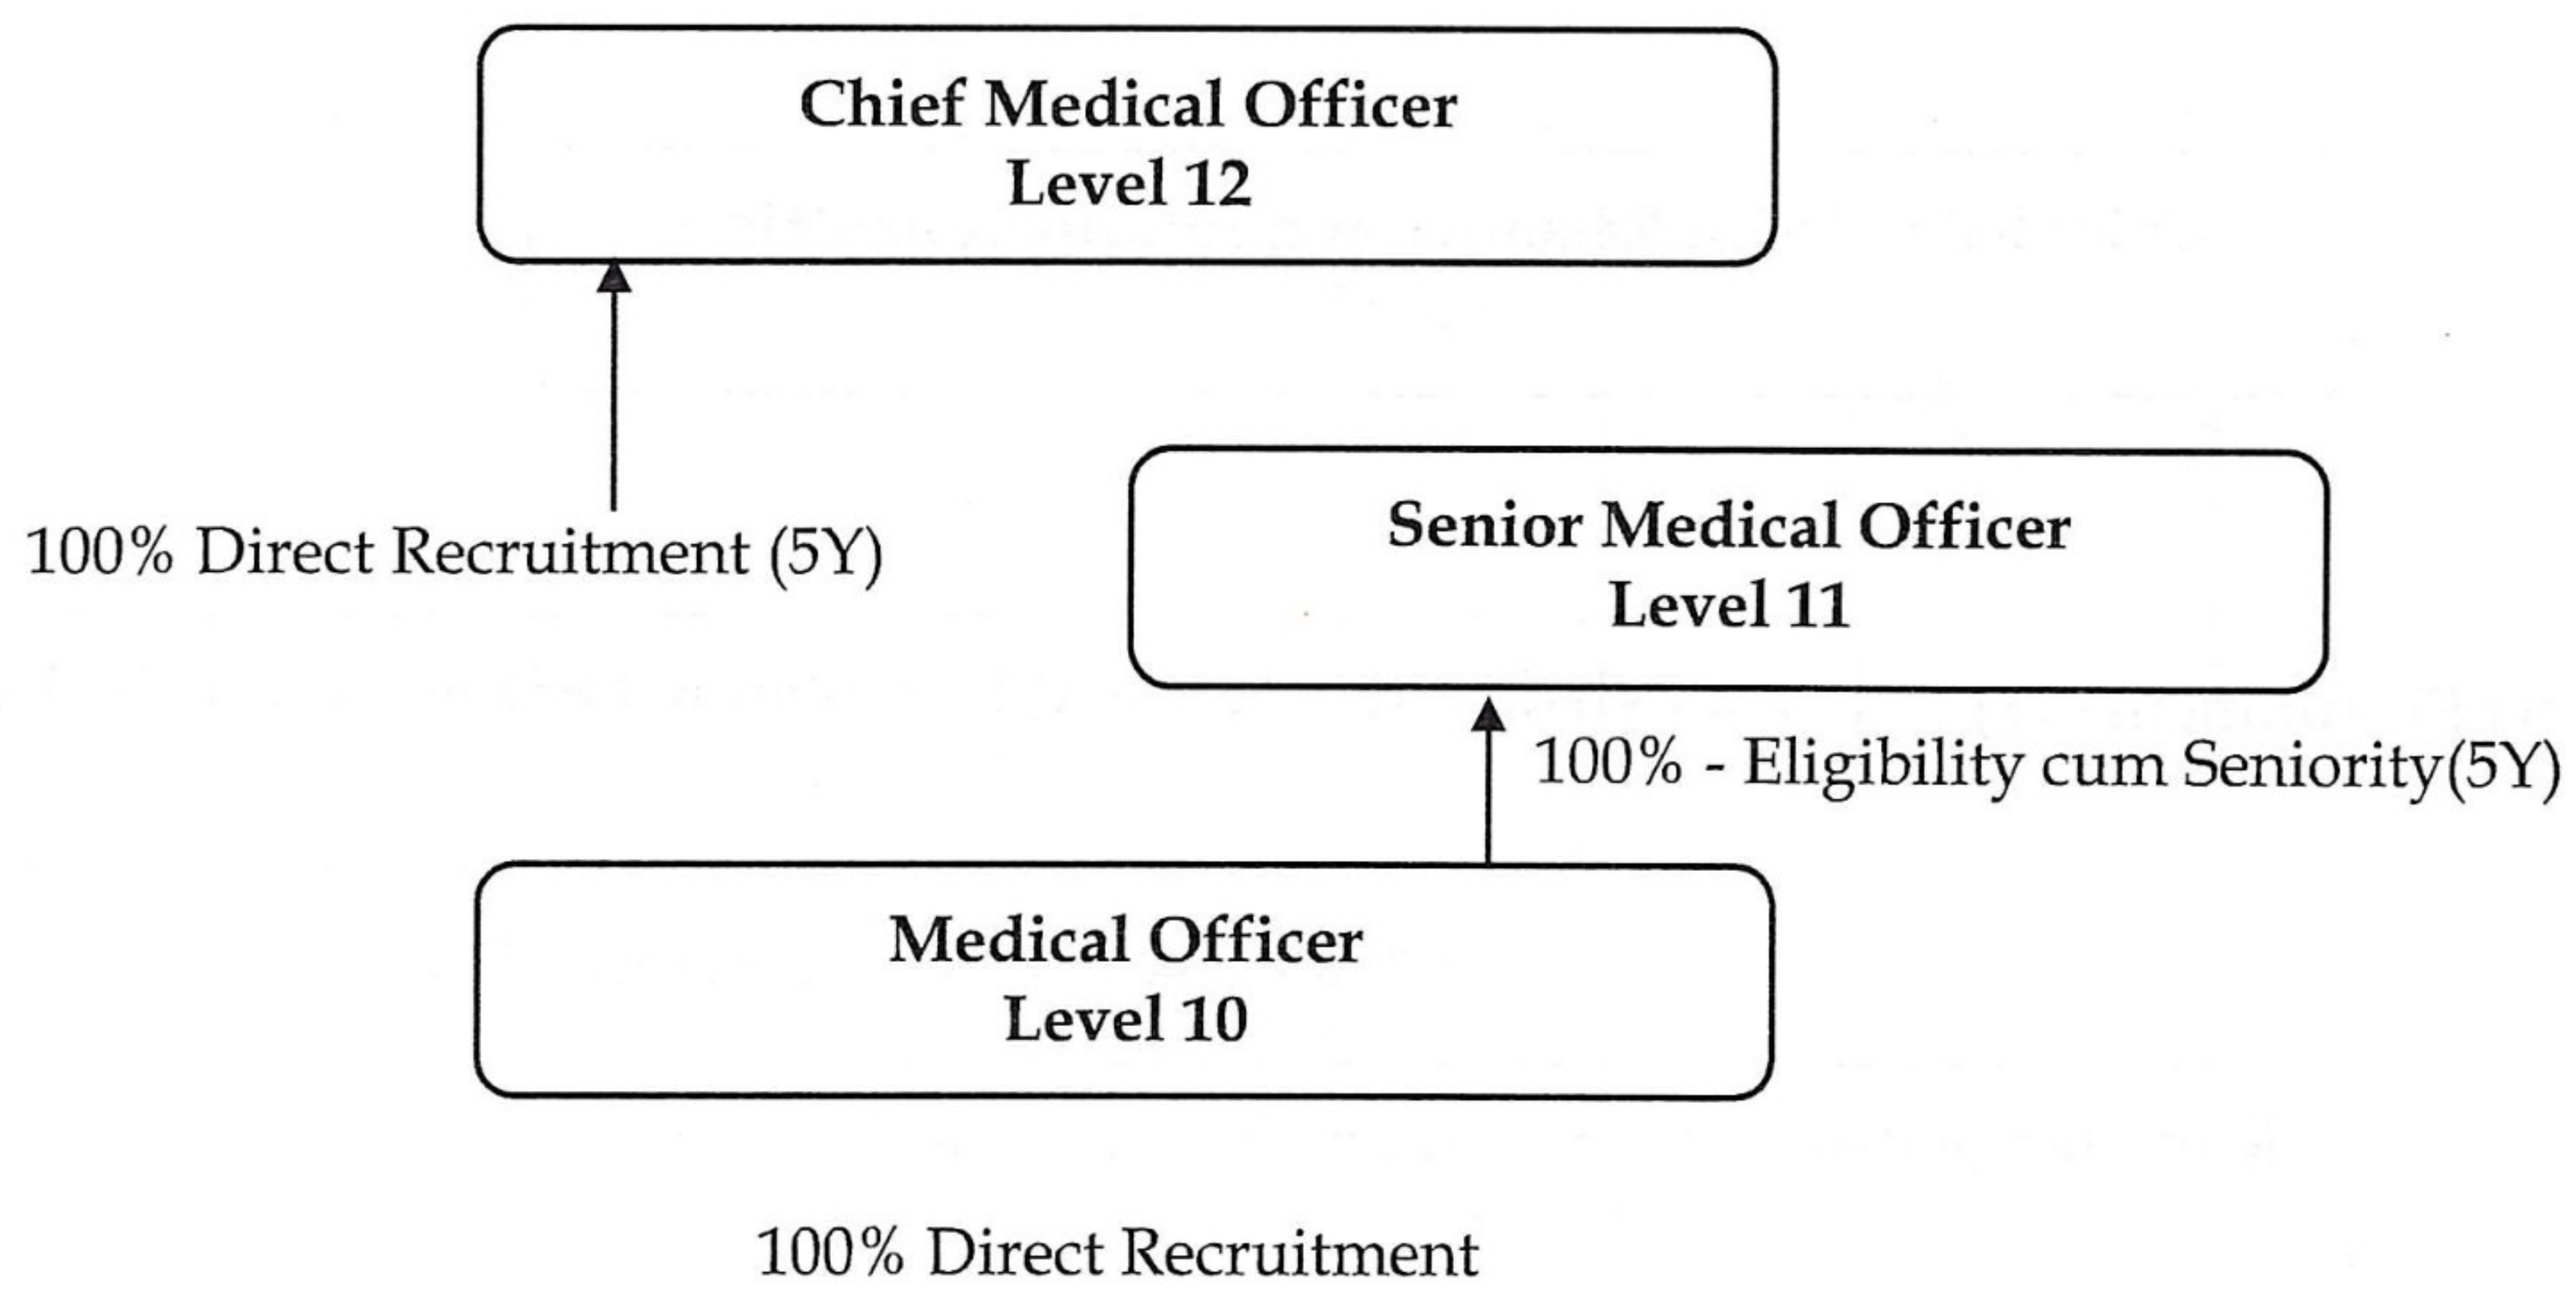 Chief Medical Officer
Level 12
100% Direct Recruitment (5Y)
Senior Medical Officer
Level 11
100% - Eligibility cum Seniority(5Y)
Medical Officer
Level 10
100% Direct Recruitment